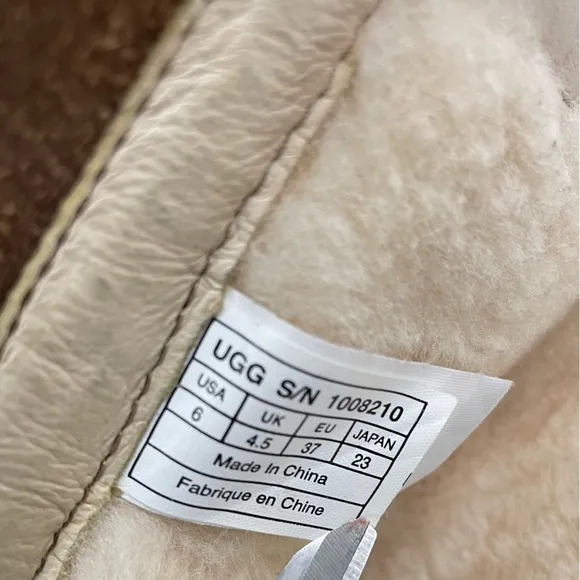 UGG S/N 1008210
USA UK EU JAPAN
6 4.5 37 23
Made In China
Fabrique en Chine